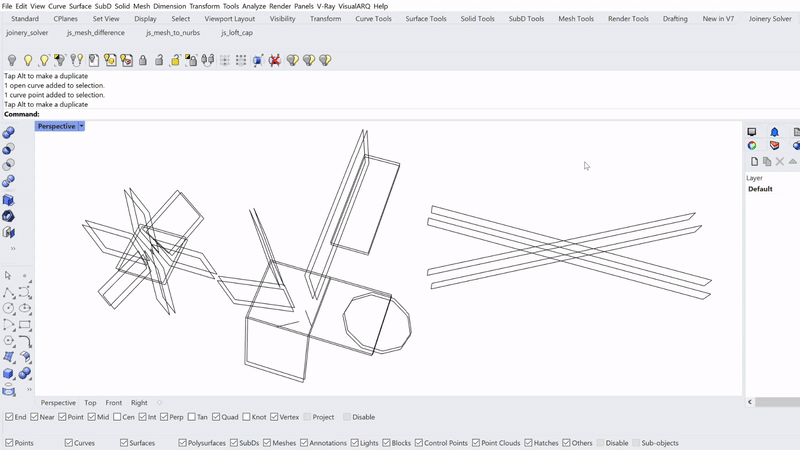 File Edit View Curve Surface SubD Solid Mesh Dimension Transform Tools Analyze Render Panels V-Ray VisualARQ Help
Standard CPlanes Set View Display Select Viewport Layout Visibility Transform Curve Tools Surface Tools Solid Tools SubD Tools Mesh Tools Render Tools Drafting New in V7 Joinery Solver
joinery_solver js_mesh_difference js_mesh_to_nurbs js_loft_cap
Tap Alt to make a duplicate
1 open curve added to selection.
1 curve point added to selection.
Tap Alt to make a duplicate
Command:
Perspective
Layer
Default
Perspective Top Front Right
End Near Point Mid Cen Int Perp Tan Quad Knot Vertex Project Disable
Points Curves Surfaces Polysurfaces SubDs Meshes Annotations Lights Blocks Control Points Point Clouds Hatches Others Disable Sub-objects